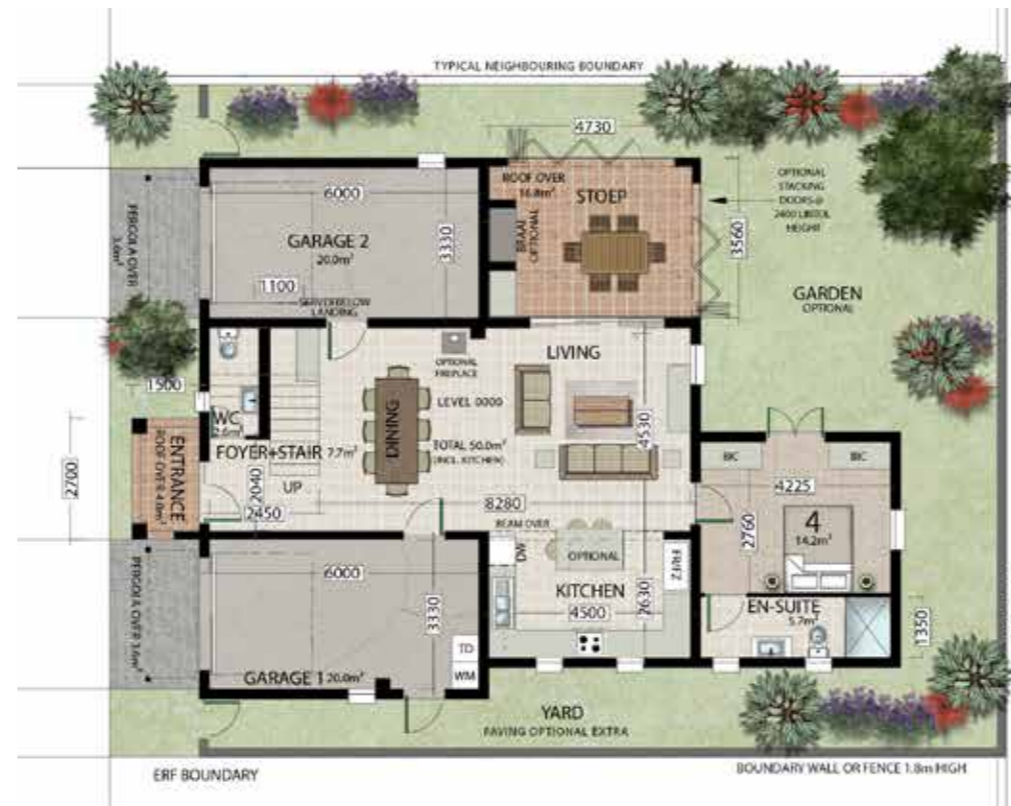 TYPICAL NEIGHBOURING BOUNDARY
4730
ROOF OVER
16.8m²
STOEP
BRAAI
OPTIONAL
OPTIONAL
STACKING
DOORS@
2400 LINTOL
HEIGHT
3560
6000
GARAGE 2
20.0m²
3330
1100
LANDING
PERGOLA OVER
3.6m²
GARDEN
OPTIONAL
1500
WC
2.6m²
OPTIONAL
FIREPLACE
LIVING
LEVEL 0000
DINING
TOTAL 50.0m²
(INCL. KITCHEN)
4530
FOYER+STAIR 7.7m²
UP
2040
2450
2700
ENTRANCE
ROOF OVER 4.0m²
8280
BEAM OVER
BIC
BIC
4225
2760
4
14.2m²
DW
OPTIONAL
FR/FZ
KITCHEN
4500
2630
EN-SUITE
5.7m²
1350
PERGOLA OVER 3.6m²
6000
3330
TD
WM
GARAGE 1 20.0m²
YARD
PAVING OPTIONAL EXTRA
ERF BOUNDARY
BOUNDARY WALL OR FENCE 1.8m HIGH